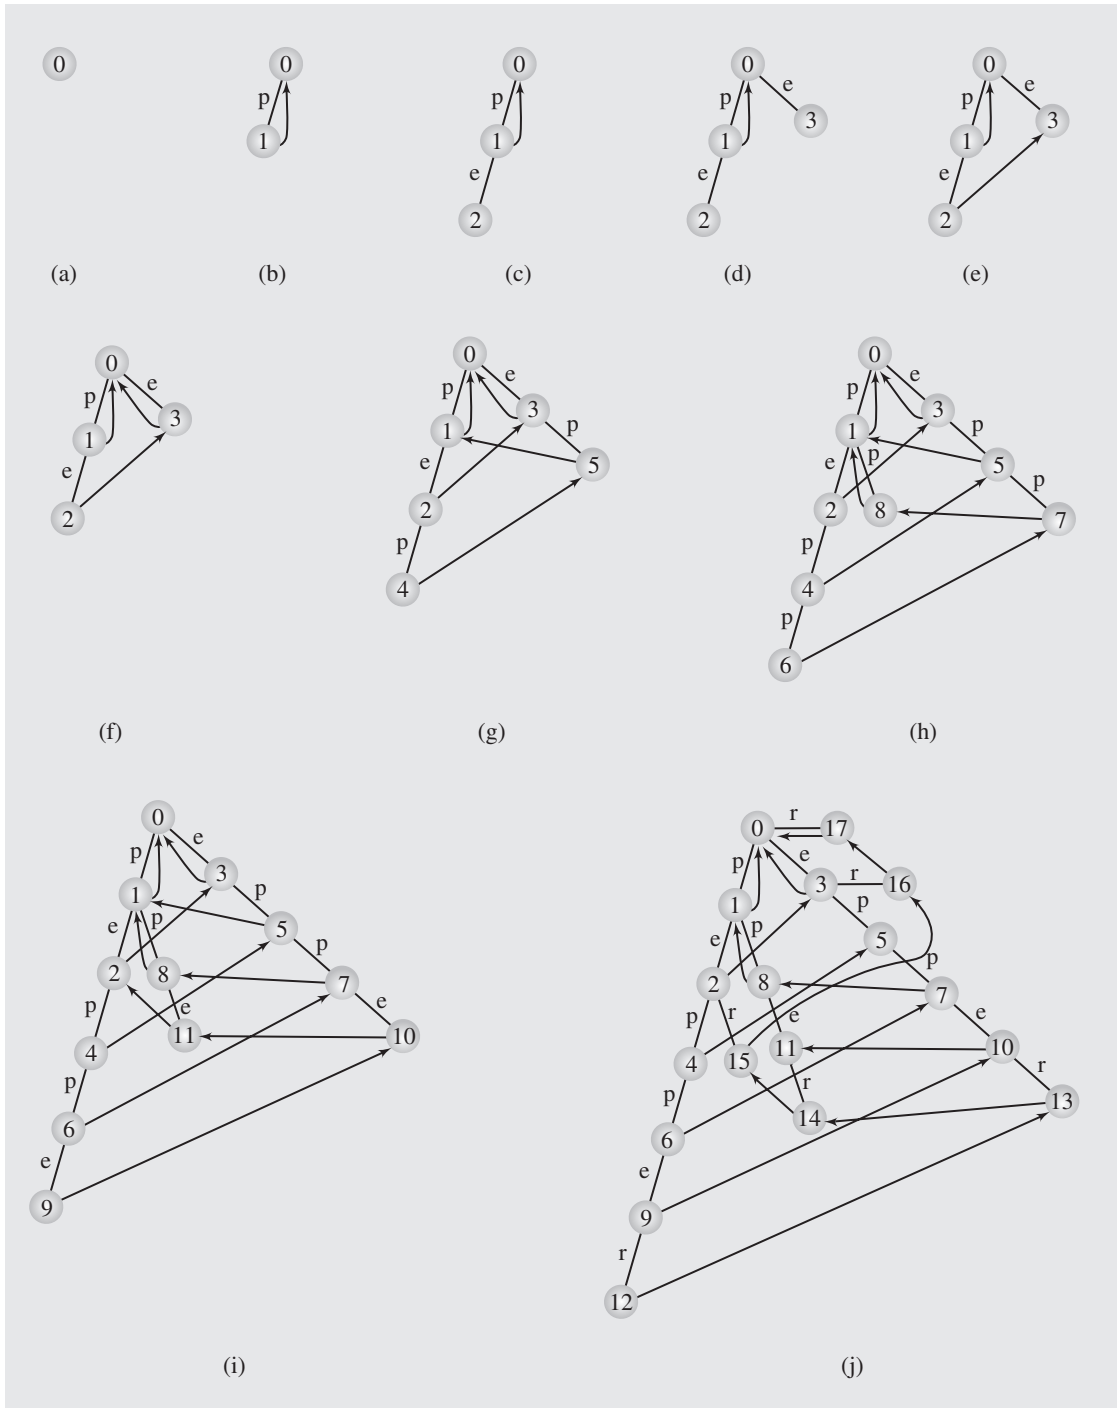 0 0 0 0 0
p p p e p e
1 1 1 3 1 3
e e e
2 2 2
(a) (b) (c) (d) (e)
0 0 0
p e p e p e
1 3 1 3 1 3
e e p e p p
2 2 5 2 8 5 p
p p 7
4 4
p
6
(f) (g) (h)
0 0 r 17
p e p e
1 3 1 3 r 16
e p p e p p
2 8 5 p 2 8 5 p
p e 7 e p r e 7 e
4 11 10 4 15 11 10 r
p p r 13
6 6 14
e e
9 9
r
12
(i) (j)